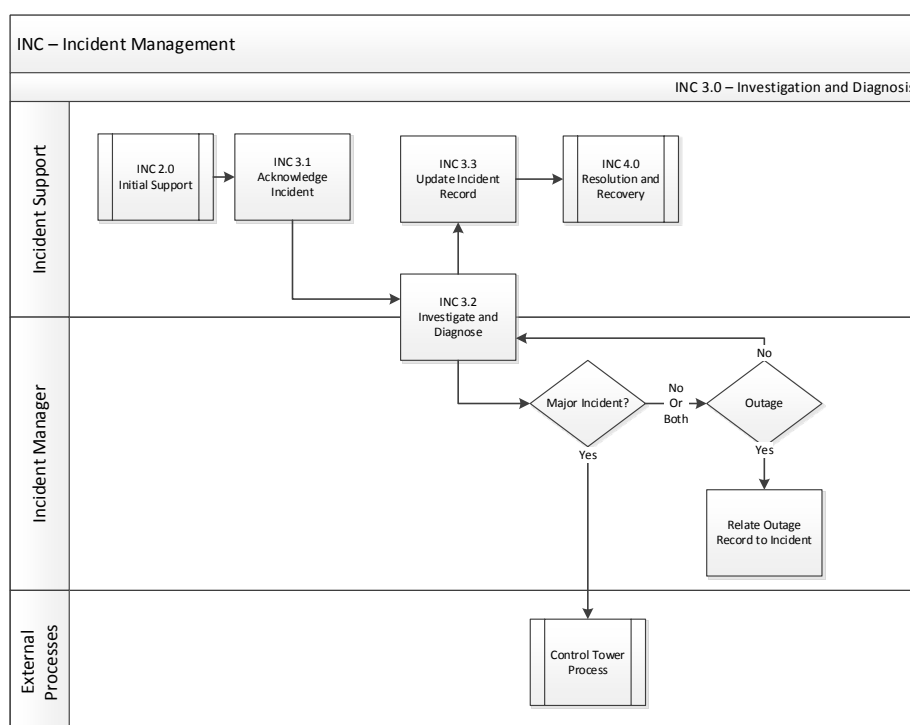 INC – Incident Management
INC 3.0 – Investigation and Diagnosis
Incident Support
INC 2.0
Initial Support
INC 3.1
Acknowledge
Incident
INC 3.3
Update Incident
Record
INC 4.0
Resolution and
Recovery
INC 3.2
Investigate and
Diagnose
Incident Manager
Major Incident?
No
Or
Both
Outage
No
Yes
Yes
Relate Outage
Record to Incident
External
Processes
Control Tower
Process